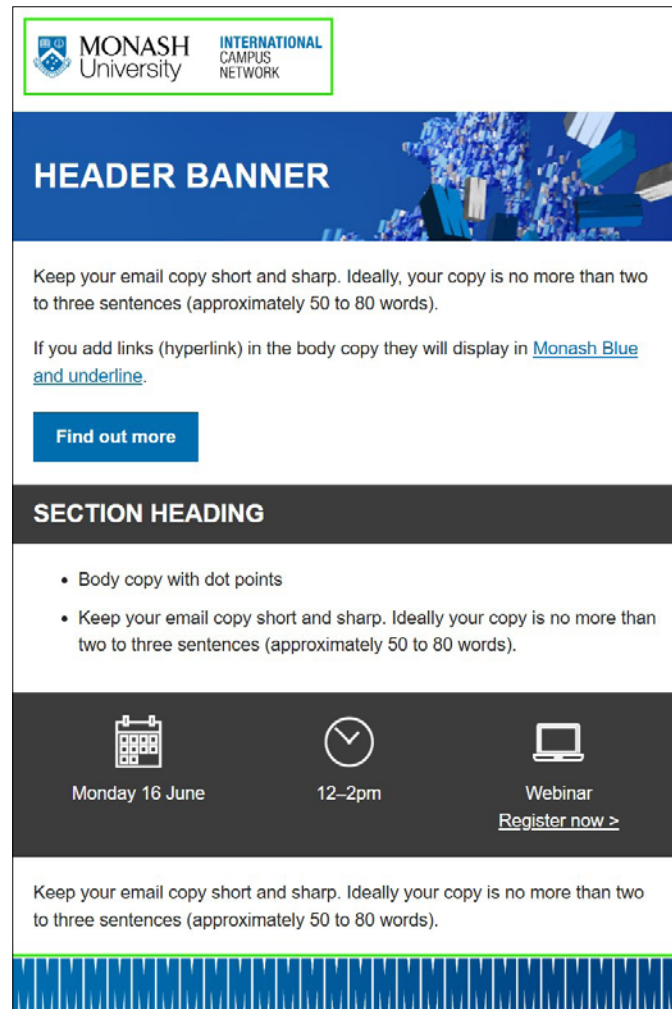 MONASH University
INTERNATIONAL CAMPUS NETWORK
HEADER BANNER
Keep your email copy short and sharp. Ideally, your copy is no more than two
to three sentences (approximately 50 to 80 words).
If you add links (hyperlink) in the body copy they will display in Monash Blue
and underline.
Find out more
SECTION HEADING
• Body copy with dot points
• Keep your email copy short and sharp. Ideally your copy is no more than
two to three sentences (approximately 50 to 80 words).
Monday 16 June
12–2pm
Webinar
Register now >
Keep your email copy short and sharp. Ideally your copy is no more than two
to three sentences (approximately 50 to 80 words).